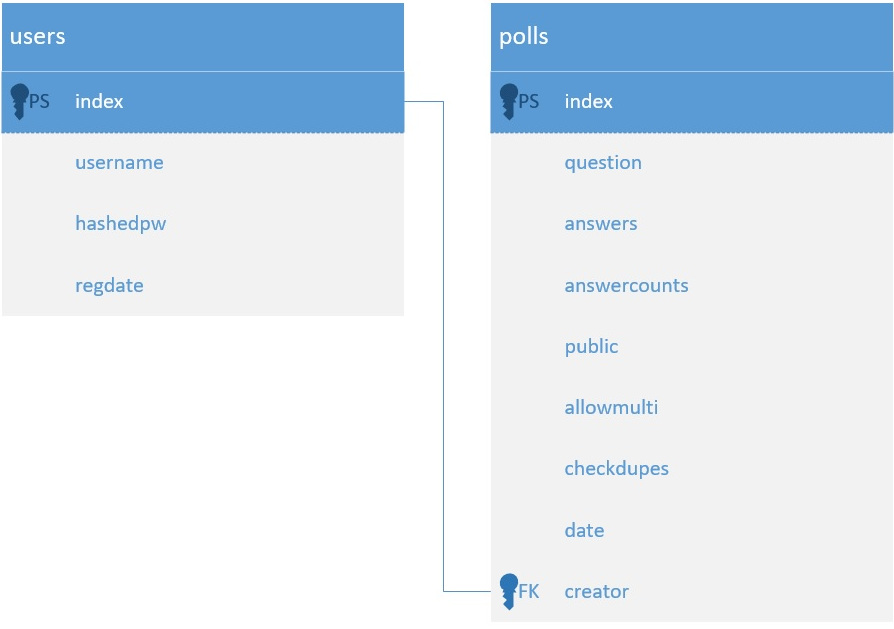 users
PS index
username
hashedpw
regdate
polls
PS index
question
answers
answercounts
public
allowmulti
checkdupes
date
FK creator